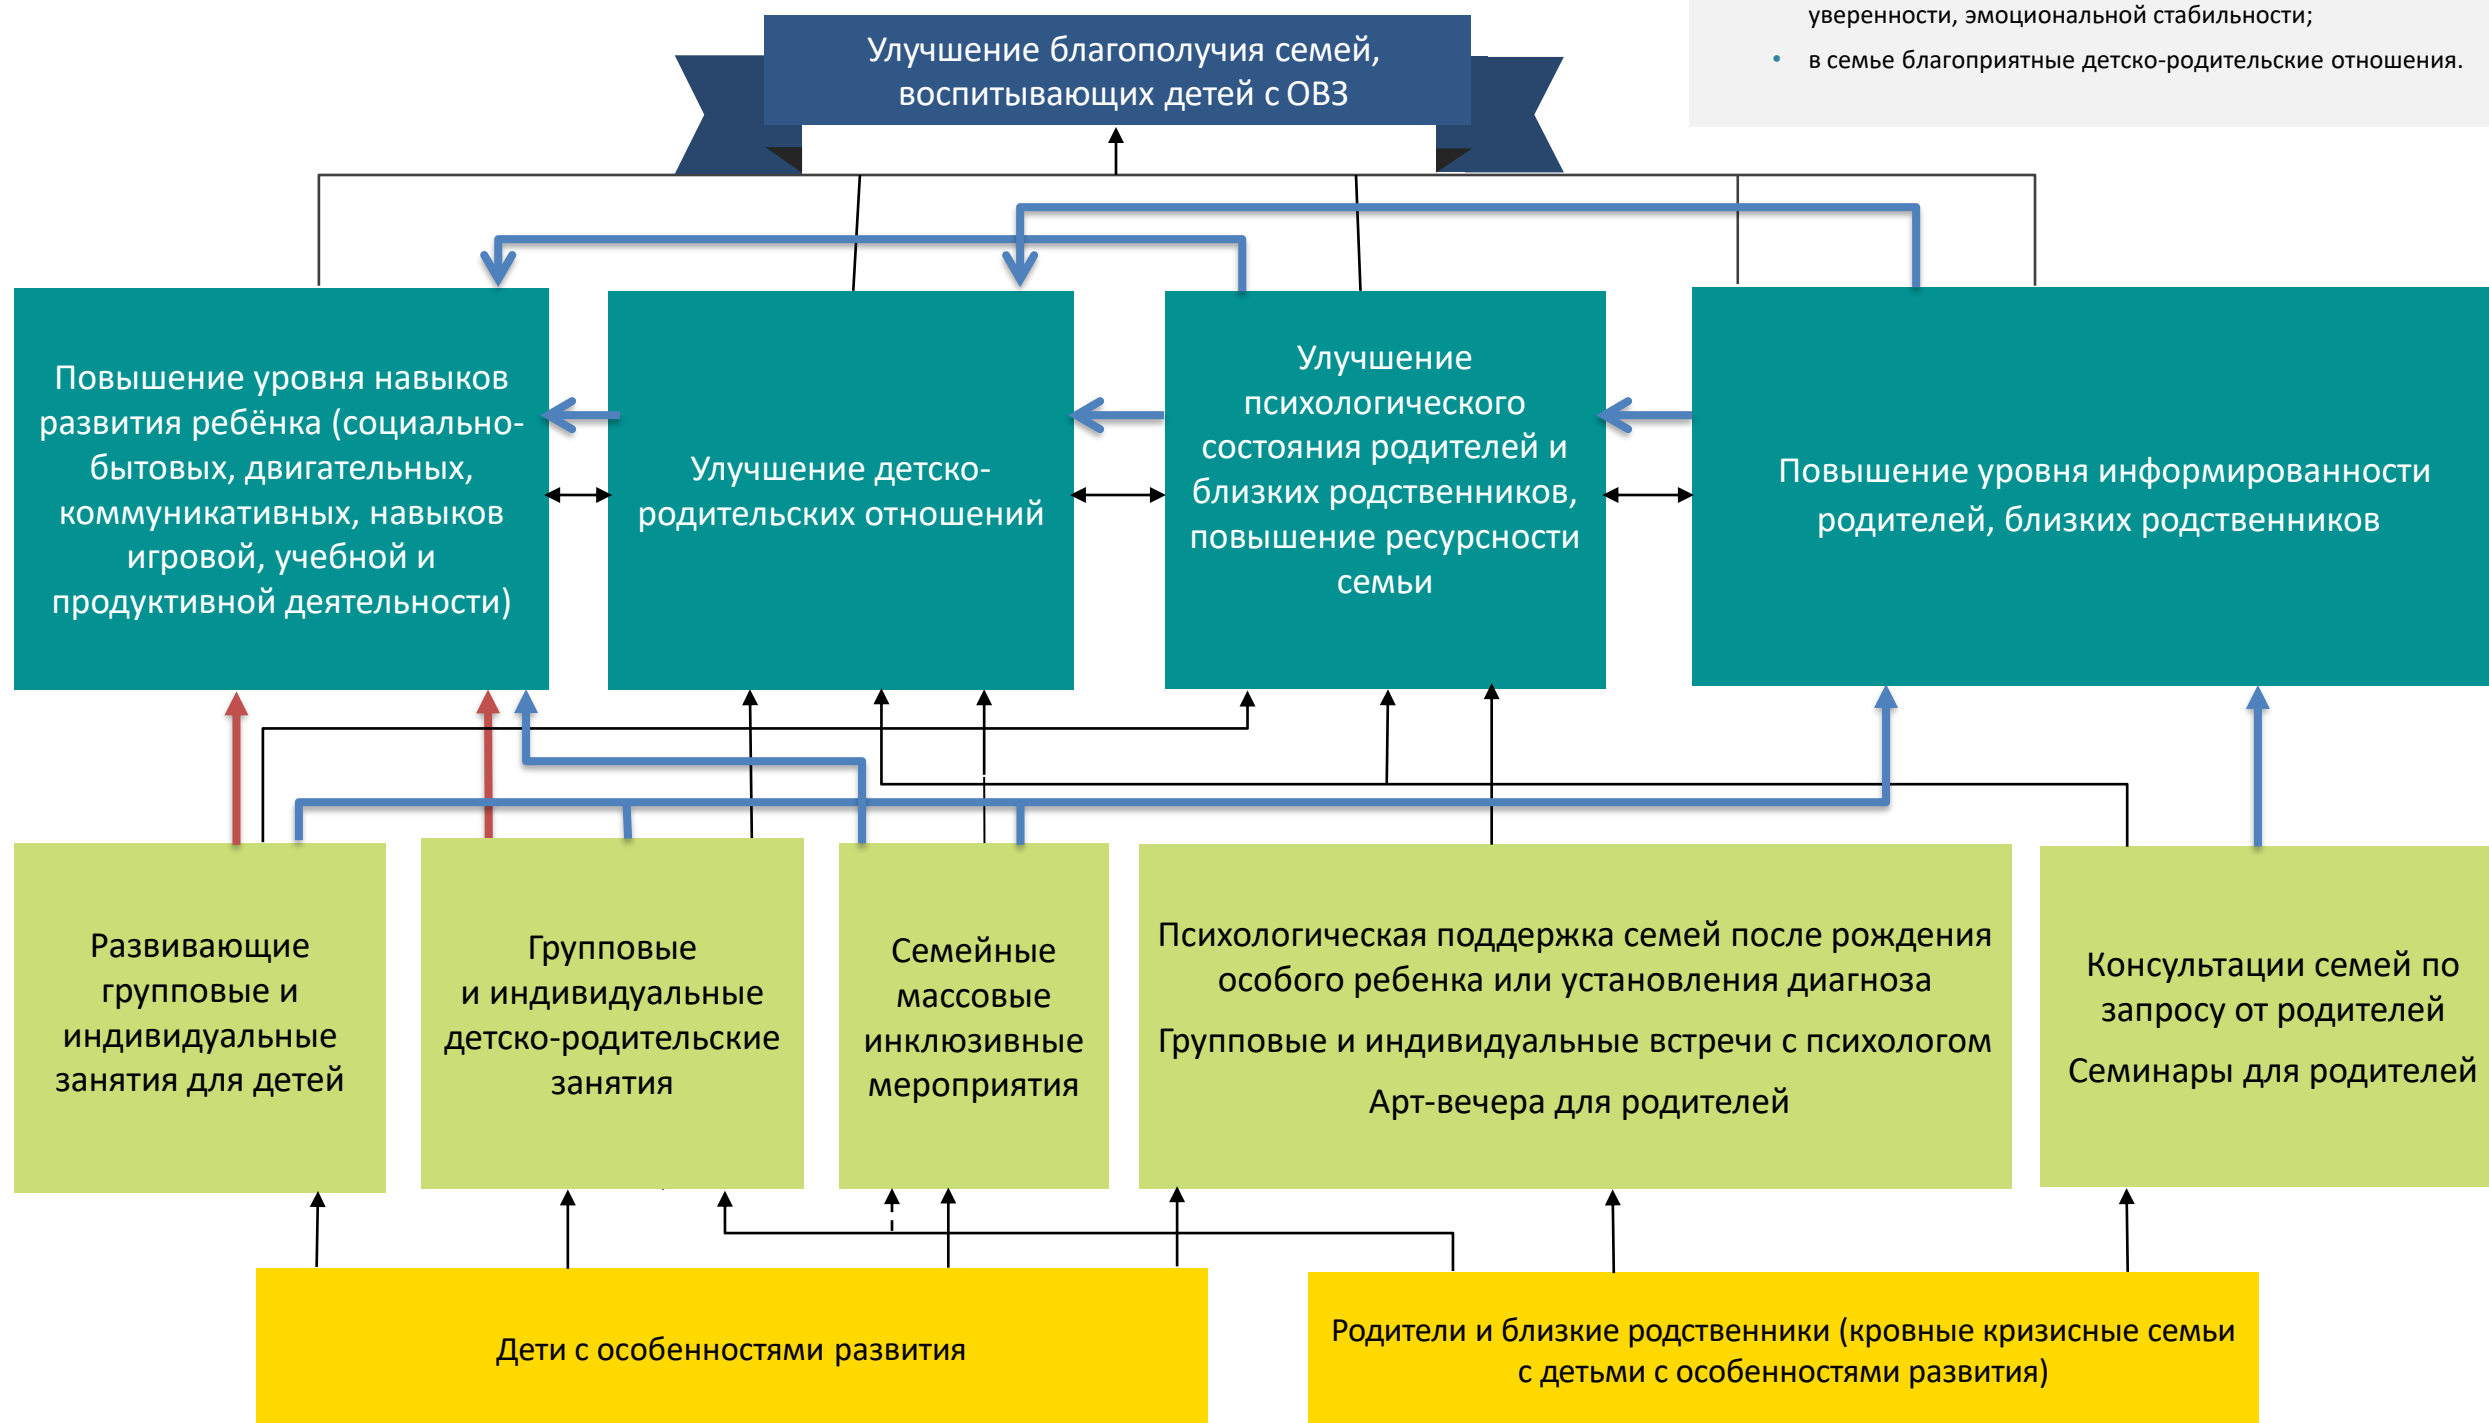 уверенности, эмоциональной стабильности;
• в семье благоприятные детско-родительские отношения.
Улучшение благополучия семей,
воспитывающих детей с ОВЗ
Повышение уровня навыков
развития ребёнка (социально-
бытовых, двигательных,
коммуникативных, навыков
игровой, учебной и
продуктивной деятельности)
Улучшение детско-
родительских отношений
Улучшение
психологического
состояния родителей и
близких родственников,
повышение ресурсности
семьи
Повышение уровня информированности
родителей, близких родственников
Развивающие
групповые и
индивидуальные
занятия для детей
Групповые
и индивидуальные
детско-родительские
занятия
Семейные
массовые
инклюзивные
мероприятия
Психологическая поддержка семей после рождения
особого ребенка или установления диагноза
Групповые и индивидуальные встречи с психологом
Арт-вечера для родителей
Консультации семей по
запросу от родителей
Семинары для родителей
Дети с особенностями развития
Родители и близкие родственники (кровные кризисные семьи
с детьми с особенностями развития)